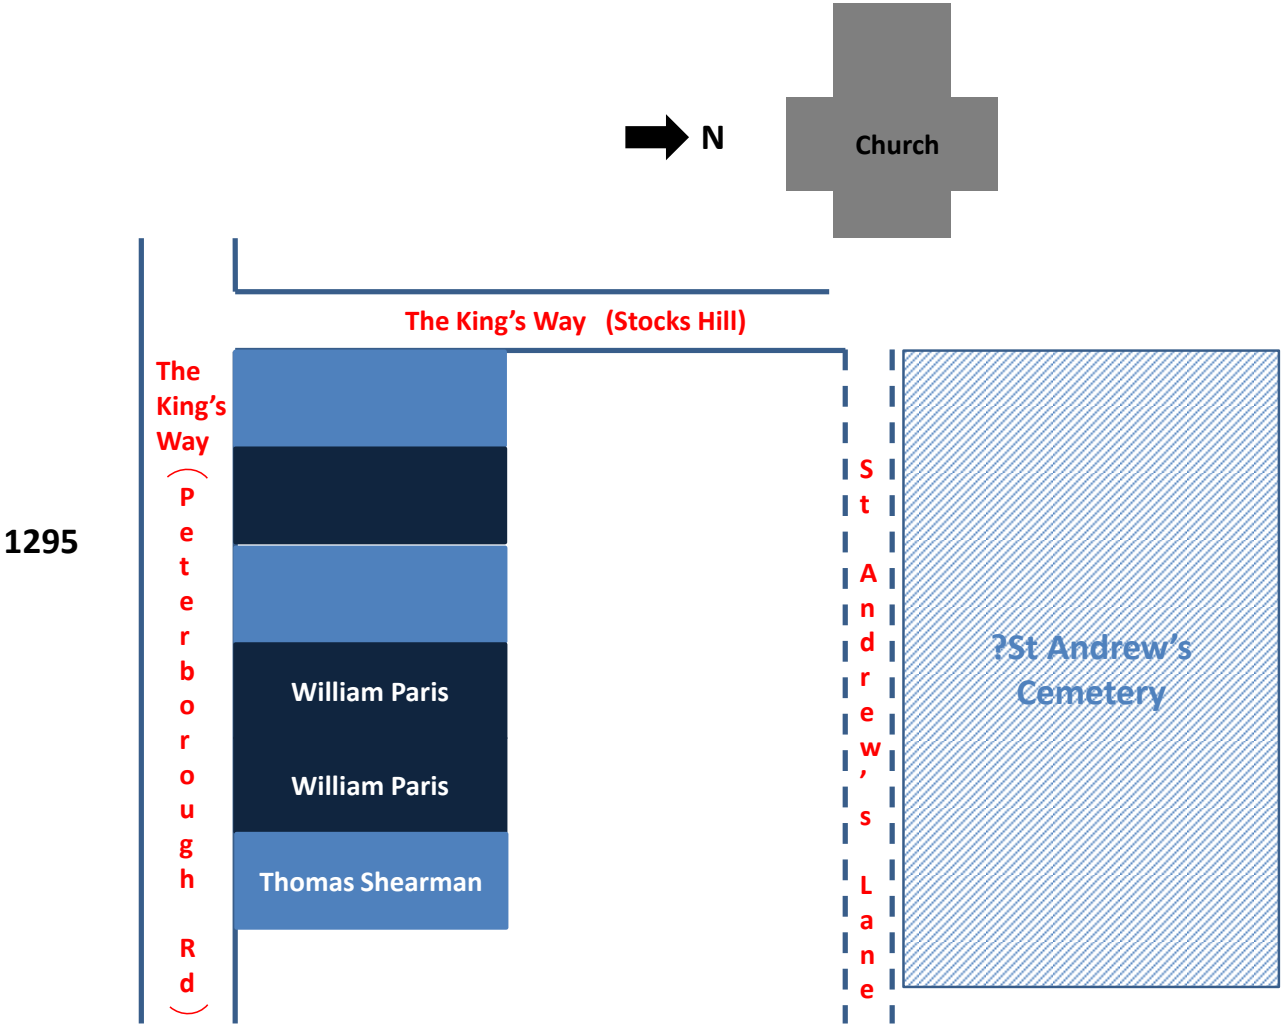 N
Church
The King’s Way (Stocks Hill)
The
King’s
Way
(Peterborough Rd)
1295
William Paris
William Paris
Thomas Shearman
St Andrew’s Lane
?St Andrew’s
Cemetery